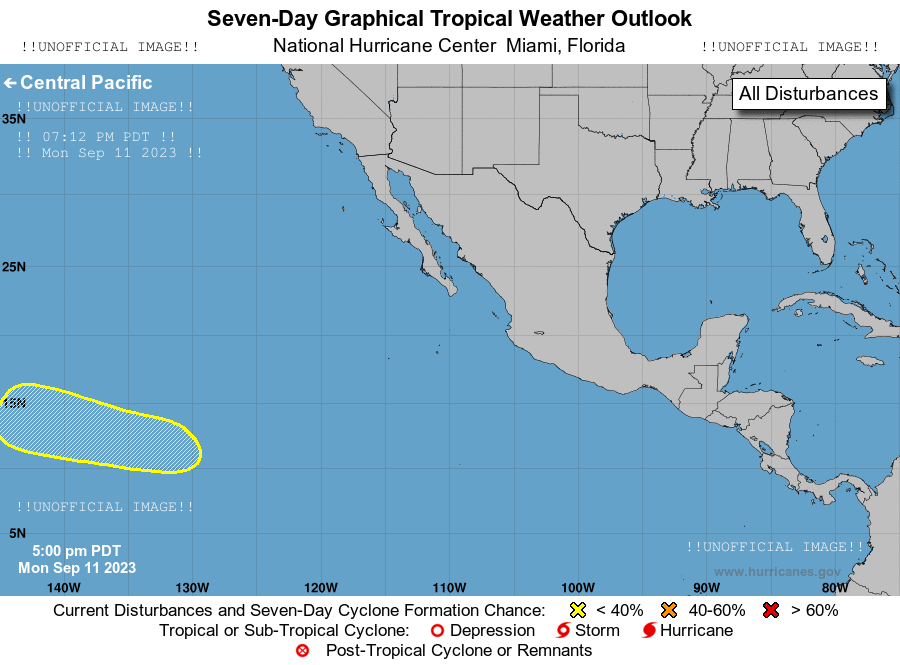 Seven-Day Graphical Tropical Weather Outlook
!!UNOFFICIAL IMAGE!! National Hurricane Center Miami, Florida !!UNOFFICIAL IMAGE!!
← Central Pacific
All Disturbances
!!UNOFFICIAL IMAGE!!
35N
!! 07:12 PM PDT !!
!! Mon Sep 11 2023 !!
25N
15N
!!UNOFFICIAL IMAGE!!
5N
!!UNOFFICIAL IMAGE!!
5:00 pm PDT
Mon Sep 11 2023
www.hurricanes.gov
140W 130W 120W 110W 100W 90W 80W
Current Disturbances and Seven-Day Cyclone Formation Chance: < 40% 40-60% > 60%
Tropical or Sub-Tropical Cyclone: Depression Storm Hurricane
Post-Tropical Cyclone or Remnants